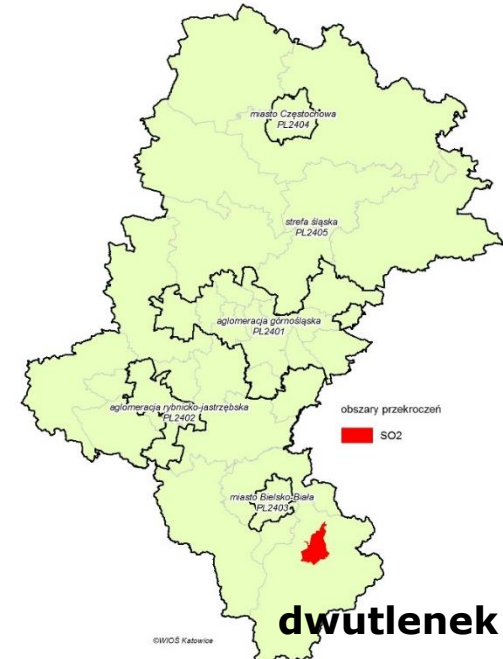 miasto Częstochowa
PL2404
strefa śląska
PL2405
aglomeracja górnośląska
PL2401
aglomeracja rybnicko-jastrzębska
PL2402
obszary przekroczeń
SO2
miasto Bielsko-Biała
PL2403
dwutlenek
©WIOŚ Katowice